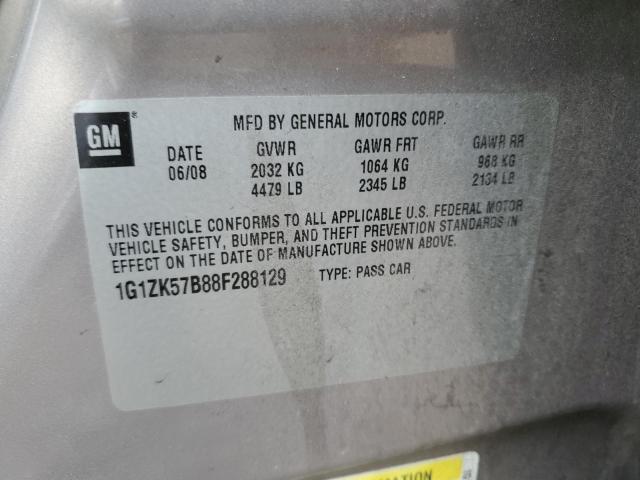 GM
MFD BY GENERAL MOTORS CORP.
DATE GVWR GAWR FRT GAWR RR
06/08 2032 KG 1064 KG 968 KG
4479 LB 2345 LB 2134 LB
THIS VEHICLE CONFORMS TO ALL APPLICABLE U.S. FEDERAL MOTOR
VEHICLE SAFETY, BUMPER, AND THEFT PREVENTION STANDARDS IN
EFFECT ON THE DATE OF MANUFACTURE SHOWN ABOVE.
1G1ZK57B88F288129 TYPE: PASS CAR